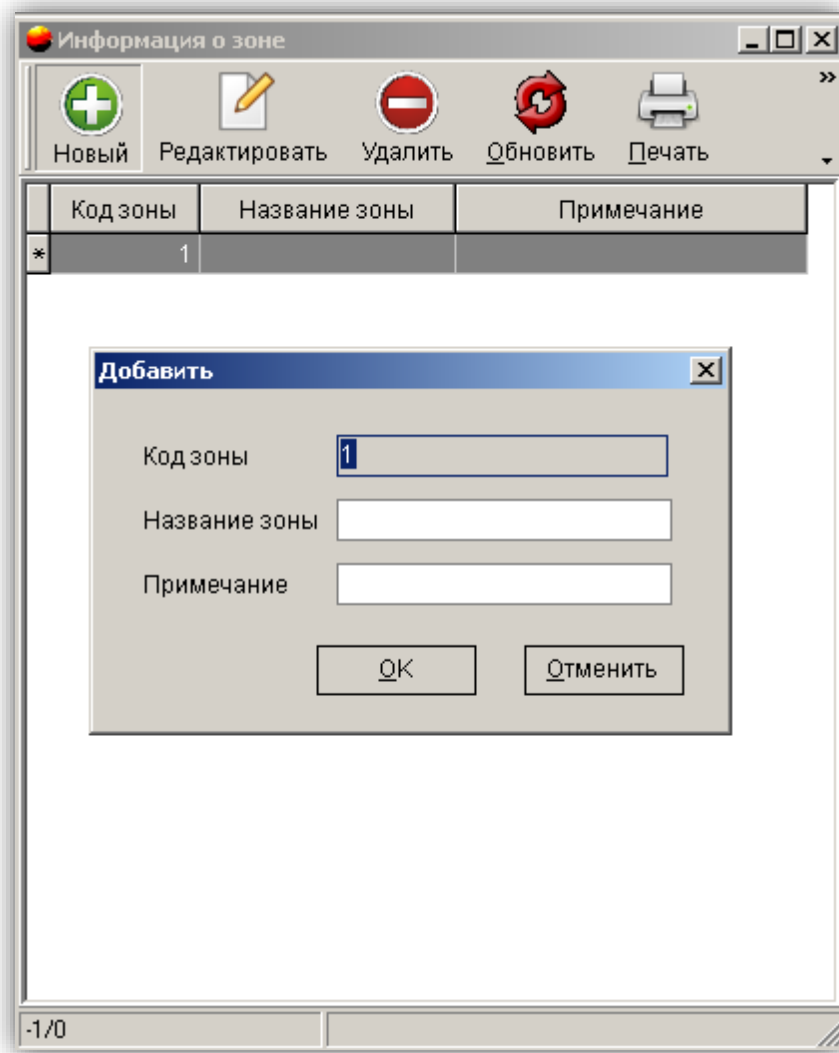 Информация о зоне
Новый Редактировать Удалить Обновить Печать
Код зоны Название зоны Примечание
* 1
Добавить
Код зоны 1
Название зоны
Примечание
OK Отменить
-1/0